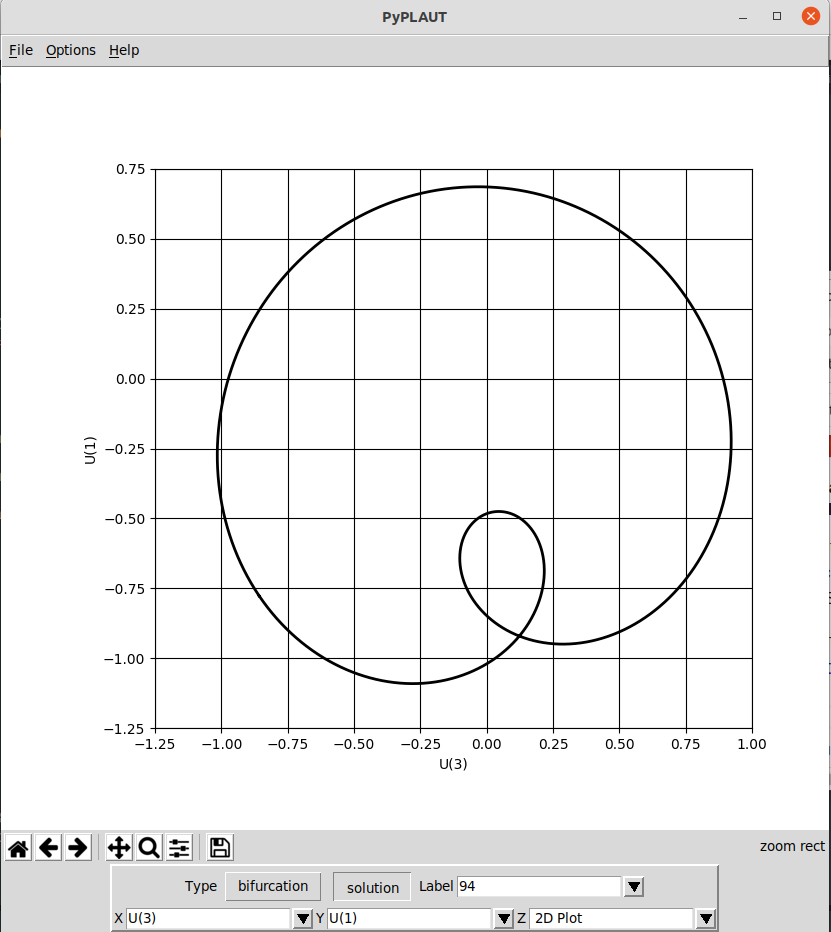 PyPLAUT
File Options Help
0.75
0.50
0.25
0.00
−0.25
−0.50
−0.75
−1.00
−1.25
U(1)
−1.25 −1.00 −0.75 −0.50 −0.25 0.00 0.25 0.50 0.75 1.00
U(3)
zoom rect
Type bifurcation solution Label 94
X U(3) Y U(1) Z 2D Plot